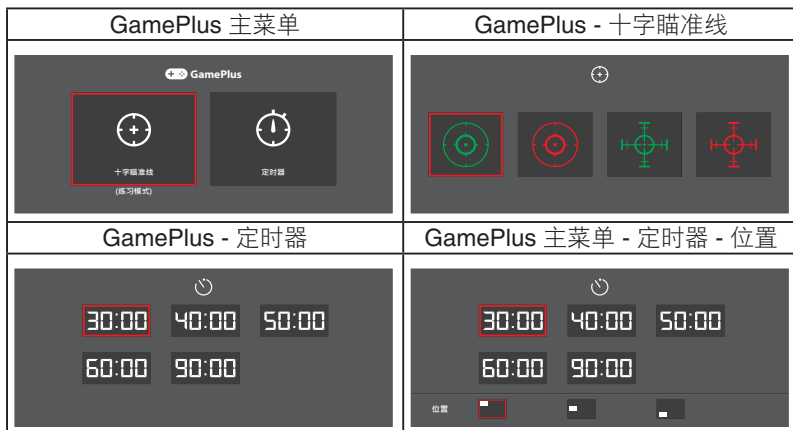 GamePlus 主菜单
GamePlus - 十字瞄准线
GamePlus
十字瞄准线
(练习模式)
定时器
GamePlus - 定时器
GamePlus 主菜单 - 定时器 - 位置
30:00 40:00 50:00
60:00 90:00
30:00 40:00 50:00
60:00 90:00
位置